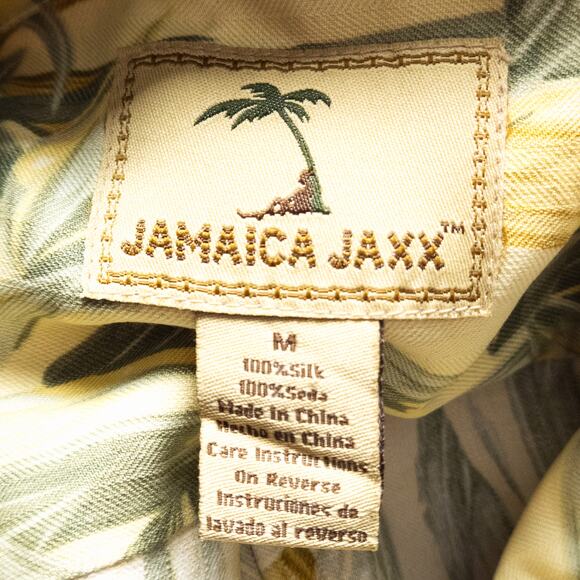 JAMAICA JAXX™
M
100%Silk
100%Seda
Made in China
Hecho en China
Care Instructions
On Reverse
Instruciones de
lavado al reverso